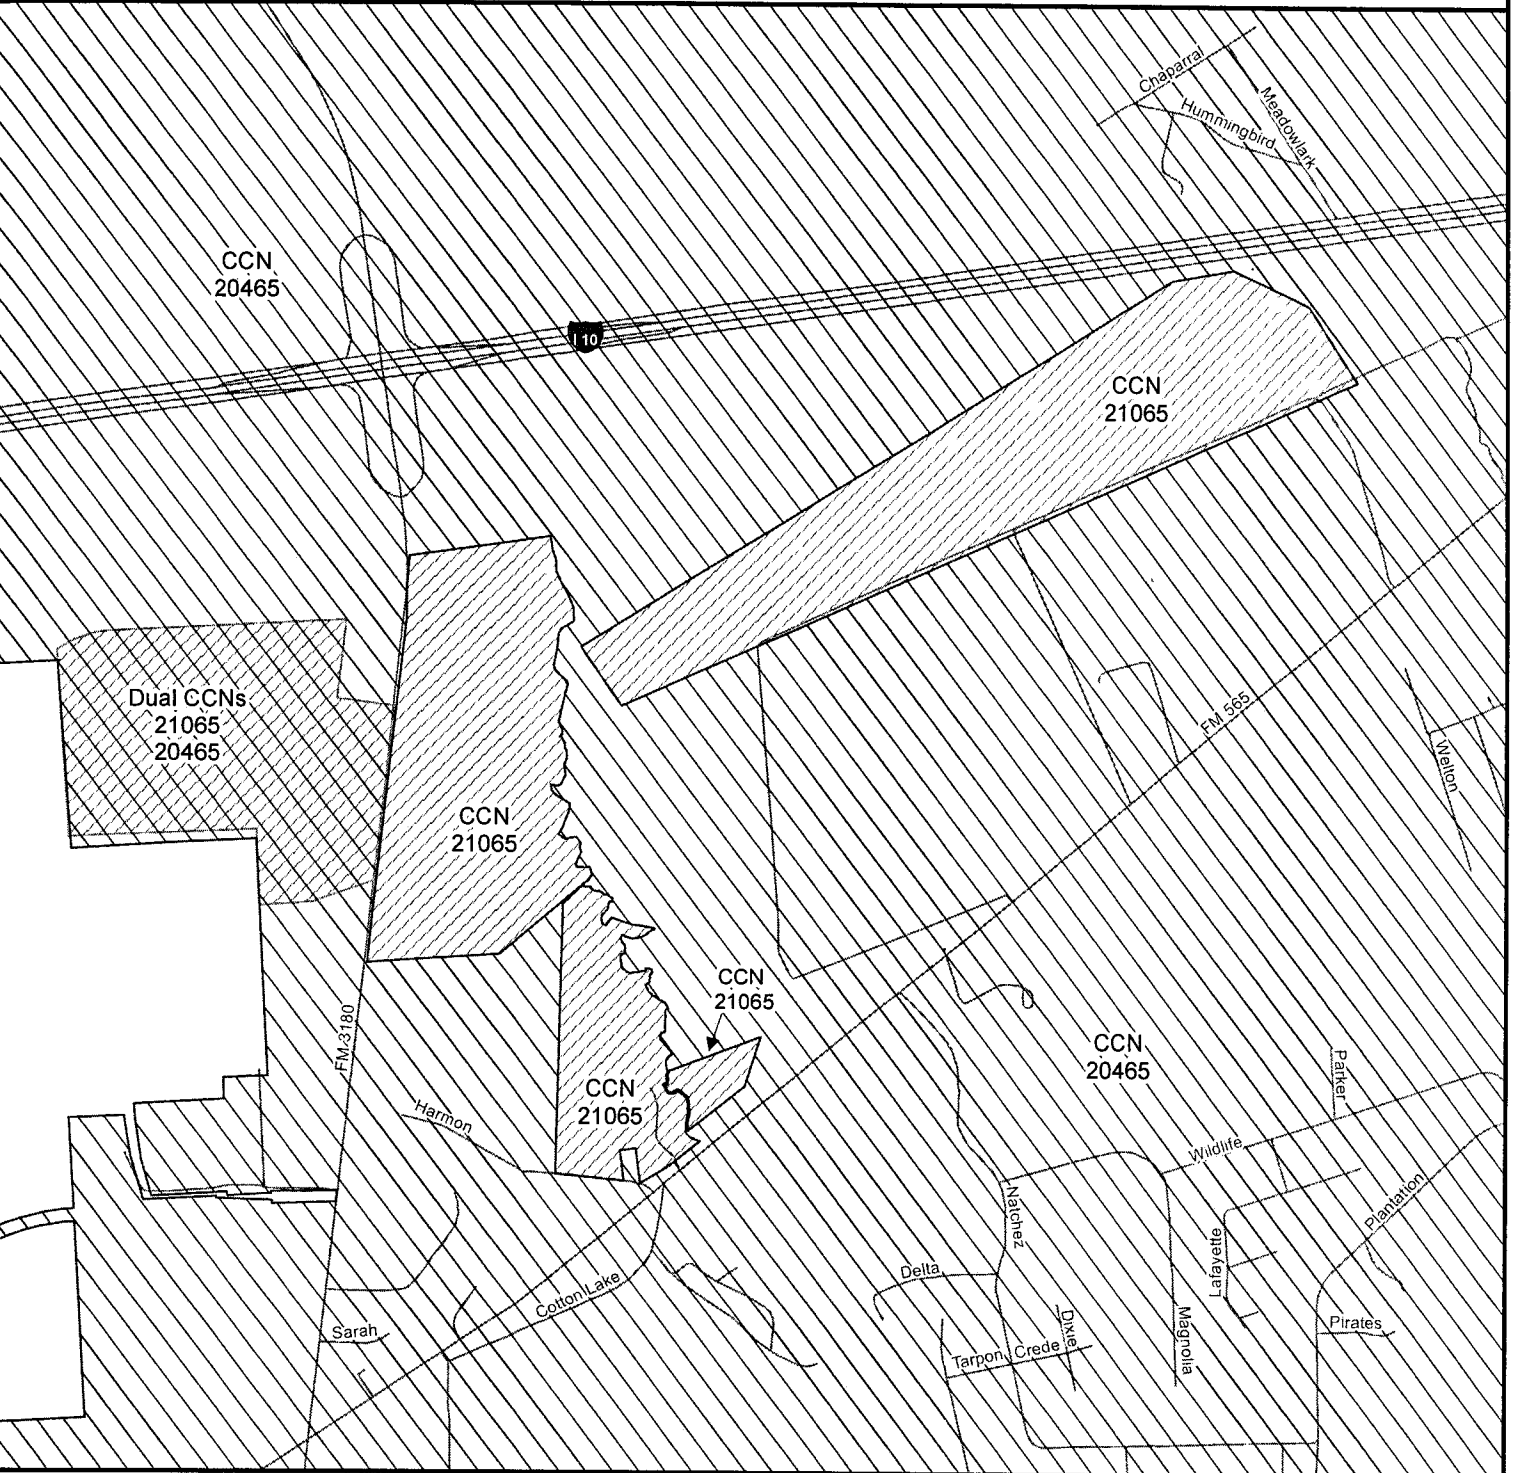 Chaparral
Hummingbird
Meadowlark
CCN
20465
I 10
CCN
21065
Dual CCNs
21065
20465
FM 565
Welton
CCN
21065
CCN
21065
FM 3180
CCN
20465
Parker
CCN
21065
Harmon
Wildlife
Natchez
Plantation
Lafayette
Delta
Cotton Lake
Dixie
Magnolia
Pirates
Sarah
Tarpon
Crede